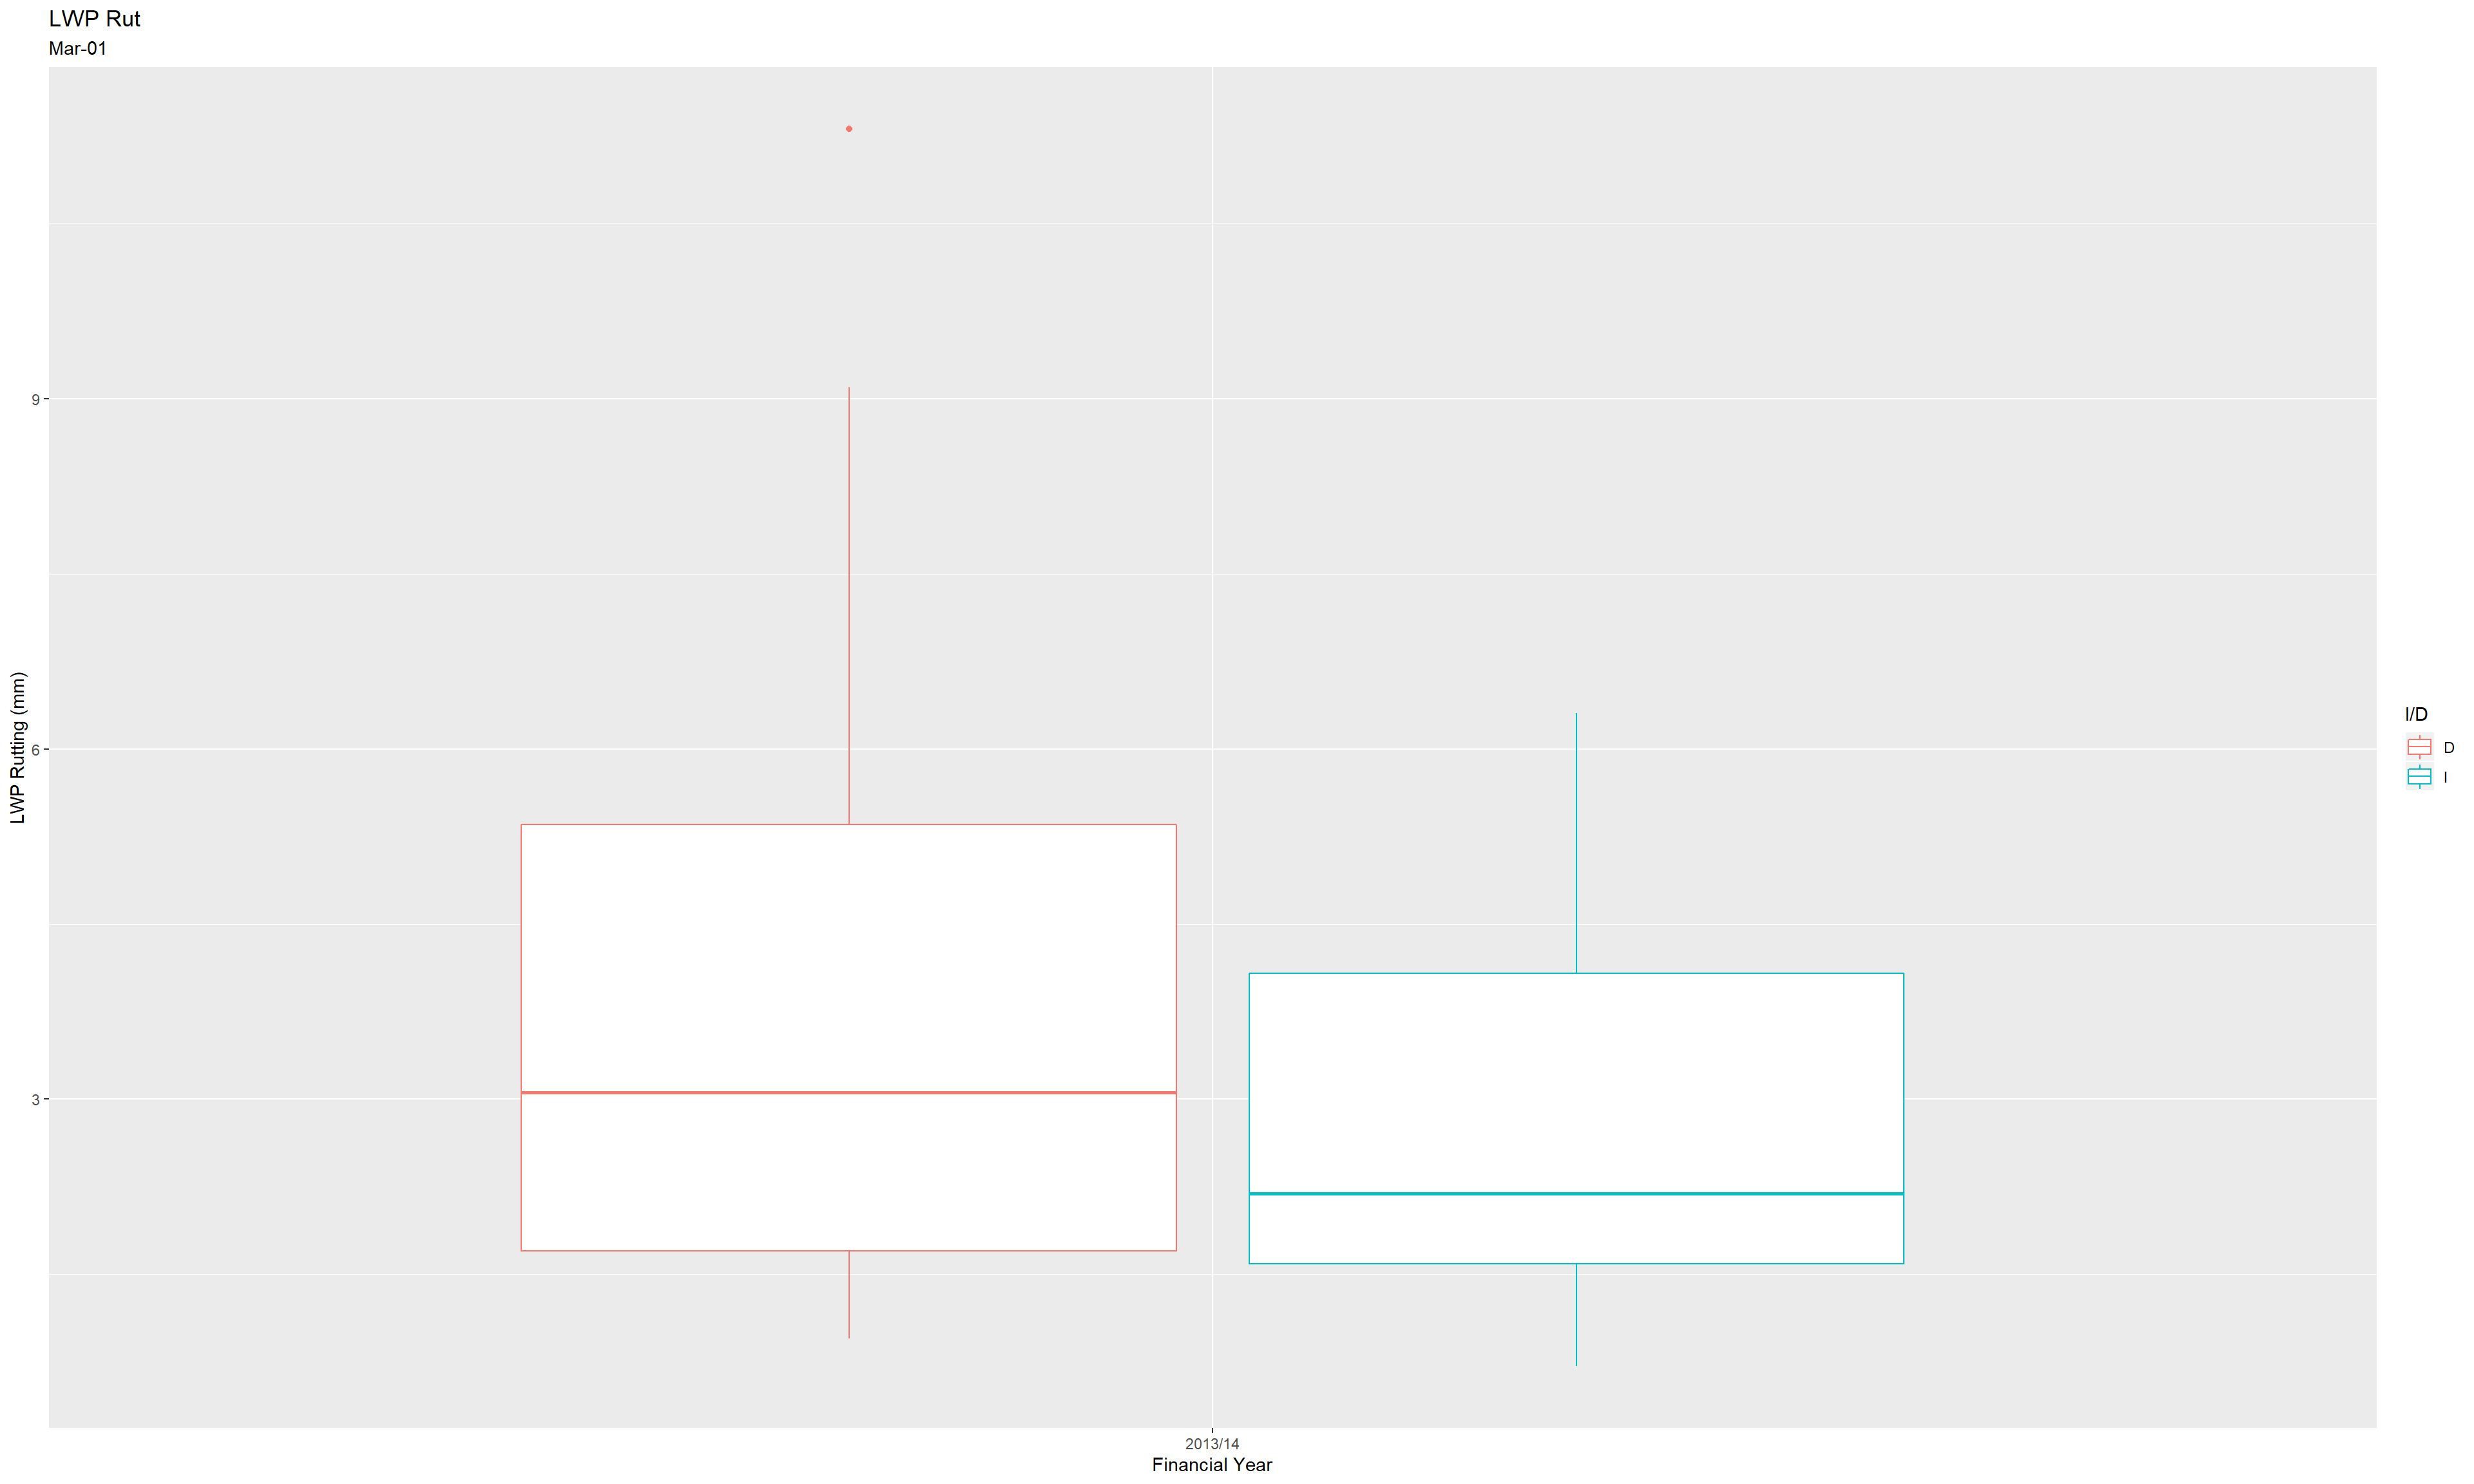 LWP Rut
Mar-01
LWP Rutting (mm)
9
6
3
2013/14
Financial Year
I/D
D
I